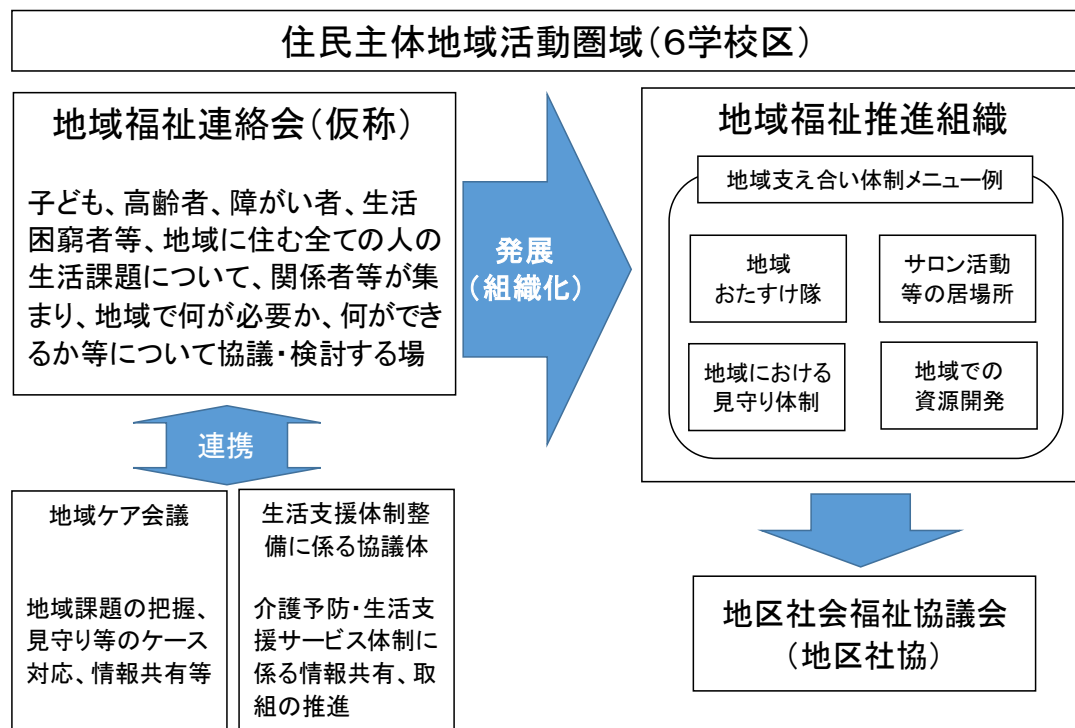 住民主体地域活動圏域(6学校区)
地域福祉連絡会(仮称)
子ども、高齢者、障がい者、生活
困窮者等、地域に住む全ての人の
生活課題について、関係者等が集
まり、地域で何が必要か、何ができ
るか等について協議・検討する場
発展
(組織化)
地域福祉推進組織
地域支え合い体制メニュー例
地域
おたすけ隊
サロン活動
等の居場所
地域における
見守り体制
地域での
資源開発
連携
地域ケア会議
地域課題の把握、
見守り等のケース
対応、情報共有等
生活支援体制整
備に係る協議体
介護予防・生活支
援サービス体制に
係る情報共有、取
組の推進
地区社会福祉協議会
(地区社協)